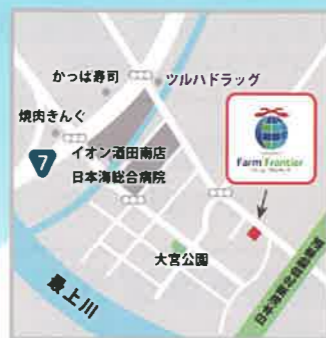 かっぱ寿司
ツルハドラッグ
焼肉きんぐ
7
イオン酒田南店
日本海総合病院
Farm Frontier
大宮公園
最上川
日本海東北自動車道